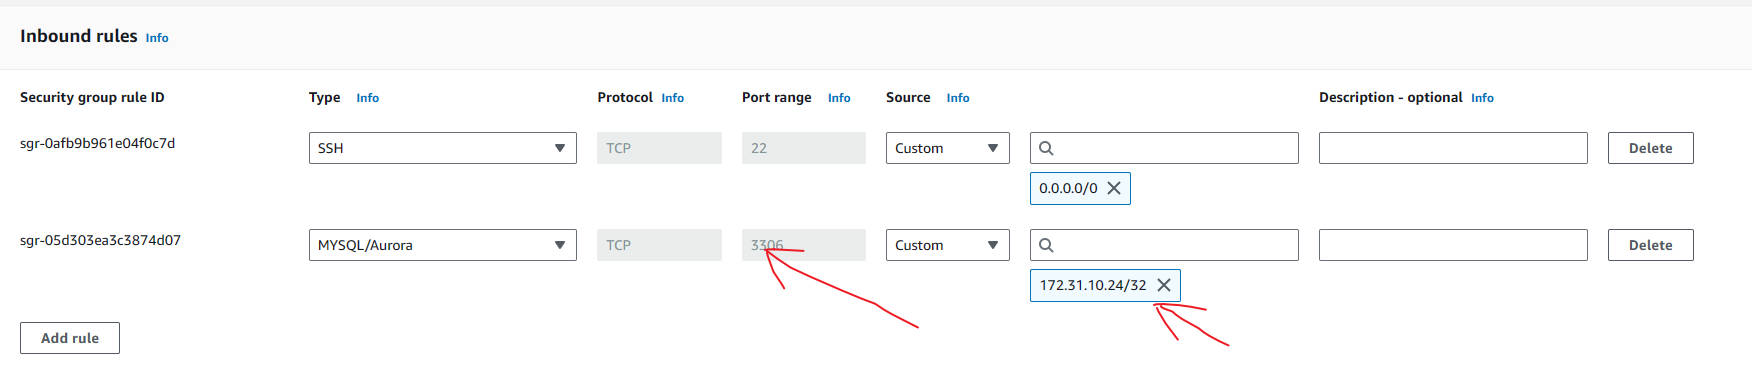 Inbound rules Info
Security group rule ID Type Info Protocol Info Port range Info Source Info Description - optional Info
sgr-0afb9b961e04f0c7d SSH TCP 22 Custom Delete
0.0.0.0/0
sgr-05d303ea3c3874d07 MYSQL/Aurora TCP 3306 Custom Delete
172.31.10.24/32
Add rule